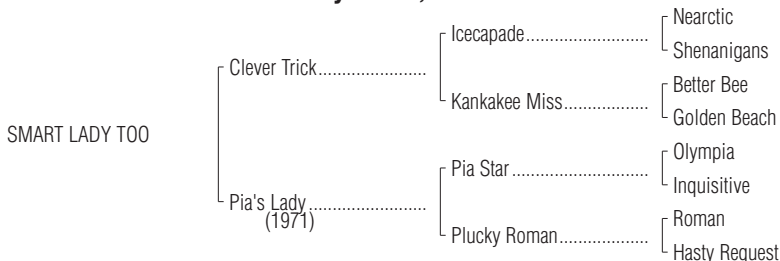 Nearctic
Icecapade
Shenanigans
Clever Trick
Better Bee
Kankakee Miss
Golden Beach
SMART LADY TOO
Olympia
Pia Star
Inquisitive
Pia's Lady
(1971)
Roman
Plucky Roman
Hasty Request